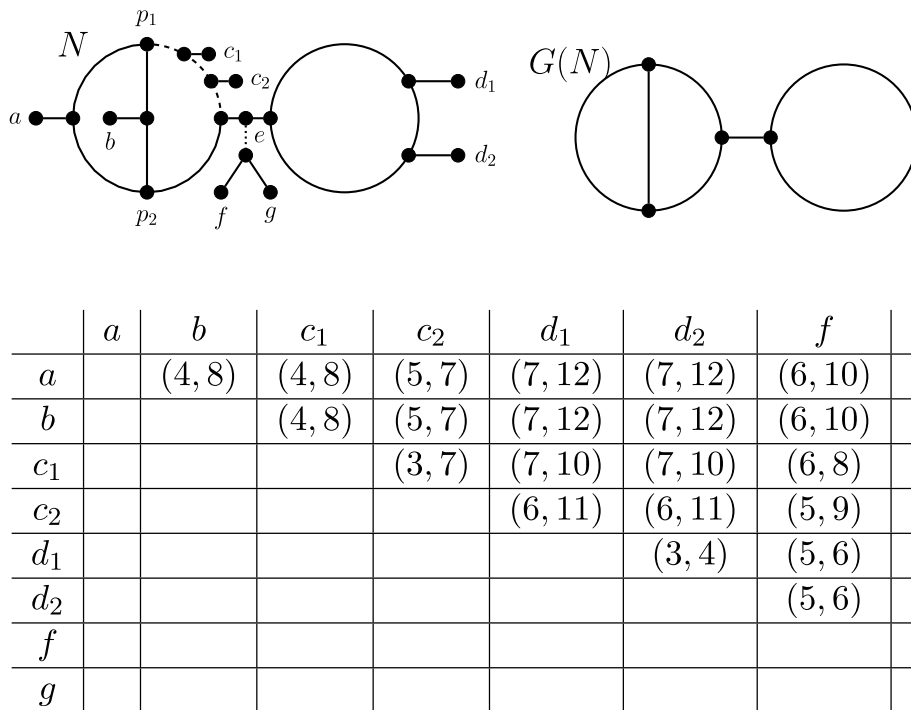 N
p₁
c₁
c₂
a
b
e
d₁
d₂
f
g
p₂
G(N)
a b c₁ c₂ d₁ d₂ f
a (4, 8) (4, 8) (5, 7) (7, 12) (7, 12) (6, 10)
b (4, 8) (5, 7) (7, 12) (7, 12) (6, 10)
c₁ (3, 7) (7, 10) (7, 10) (6, 8)
c₂ (6, 11) (6, 11) (5, 9)
d₁ (3, 4) (5, 6)
d₂ (5, 6)
f
g